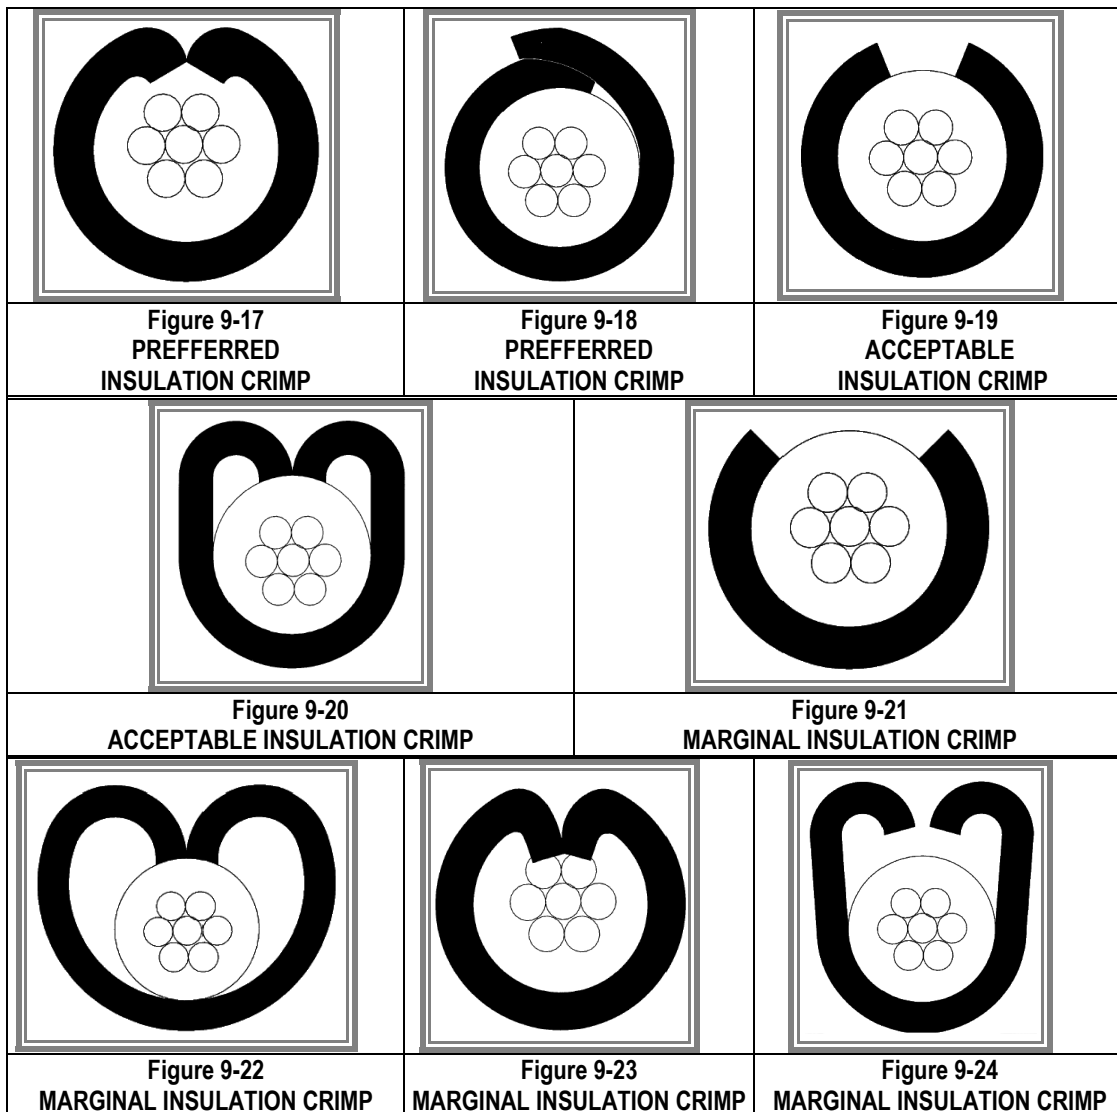 Figure 9-17
PREFFERRED
INSULATION CRIMP
Figure 9-18
PREFFERRED
INSULATION CRIMP
Figure 9-19
ACCEPTABLE
INSULATION CRIMP
Figure 9-20
ACCEPTABLE INSULATION CRIMP
Figure 9-21
MARGINAL INSULATION CRIMP
Figure 9-22
MARGINAL INSULATION CRIMP
Figure 9-23
MARGINAL INSULATION CRIMP
Figure 9-24
MARGINAL INSULATION CRIMP